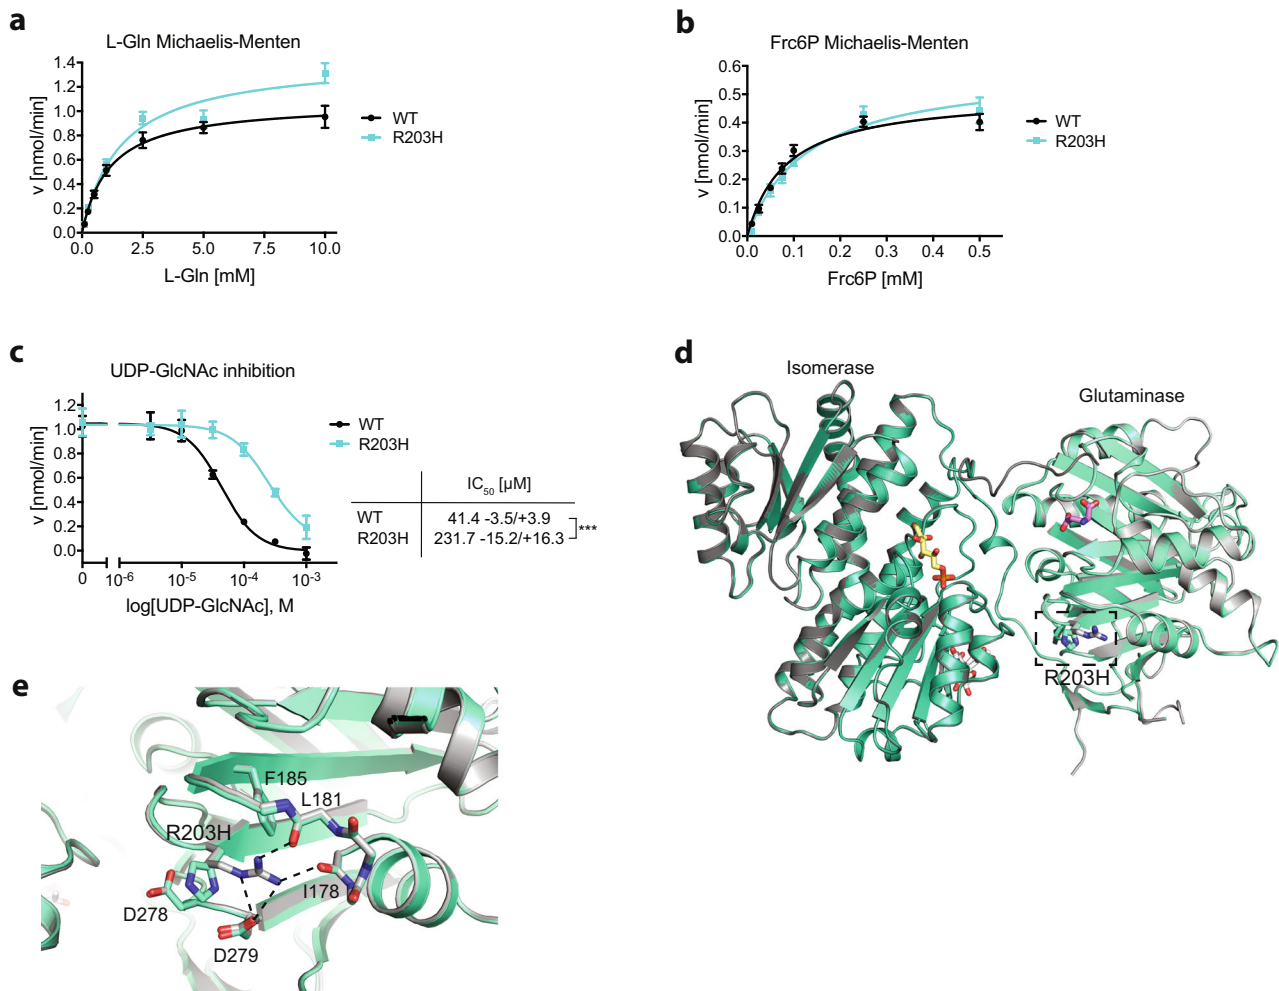 a
L-Gln Michaelis-Menten
1.4
1.2
1.0
0.8
0.6
0.4
0.2
0.0
v [nmol/min]
0.0 2.5 5.0 7.5 10.0
L-Gln [mM]
WT
R203H
b
Frc6P Michaelis-Menten
0.6
0.5
0.4
0.3
0.2
0.1
0.0
v [nmol/min]
0.0 0.1 0.2 0.3 0.4 0.5
Frc6P [mM]
WT
R203H
c
UDP-GlcNAc inhibition
1.2
1.0
0.8
0.6
0.4
0.2
0.0
v [nmol/min]
0 10⁻⁶ 10⁻⁵ 10⁻⁴ 10⁻³
log[UDP-GlcNAc], M
WT
R203H
IC₅₀ [µM]
WT 41.4 -3.5/+3.9
R203H 231.7 -15.2/+16.3
***
d
Isomerase
Glutaminase
R203H
e
F185
L181
R203H
I178
D278
D279